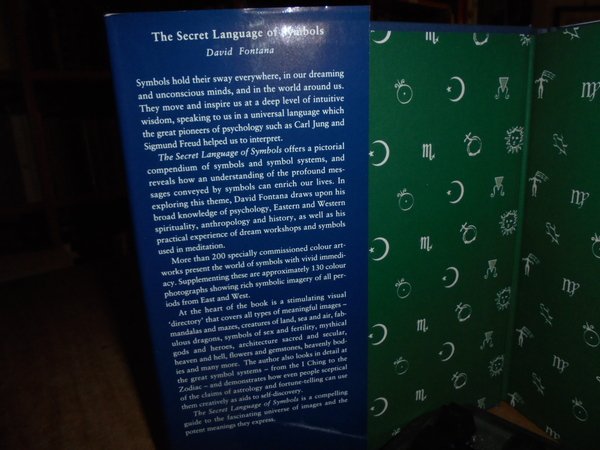 The Secret Language of Symbols
David Fontana
Symbols hold their sway everywhere, in our dreaming
and unconscious minds, and in the world around us.
They move and inspire us at a deep level of intuitive
wisdom, speaking to us in a universal language which
the great pioneers of psychology such as Carl Jung and
Sigmund Freud helped us to interpret.
The Secret Language of Symbols offers a pictorial
compendium of symbols and symbol systems, and
reveals how an understanding of the profound mes-
sages conveyed by symbols can enrich our lives. In
exploring this theme, David Fontana draws upon his
broad knowledge of psychology, Eastern and Western
spirituality, anthropology and history, as well as his
practical experience of dream workshops and symbols
used in meditation.
More than 200 specially commissioned colour art-
works present the world of symbols with vivid immedi-
acy. Supplementing these are approximately 130 colour
photographs showing rich symbolic imagery of all per-
iods from East and West.
At the heart of the book is a stimulating visual
'directory' that covers all types of meaningful images –
mandalas and mazes, creatures of land, sea and air, fab-
ulous dragons, symbols of sex and fertility, mythical
gods and heroes, architecture sacred and secular,
heaven and hell, flowers and gemstones, heavenly bod-
ies and many more. The author also looks in detail at
the great symbol systems – from the I Ching to the
Zodiac – and demonstrates how even people sceptical
of the claims of astrology and fortune-telling can use
them creatively as aids to self-discovery.
The Secret Language of Symbols is a compelling
guide to the fascinating universe of images and the
potent meanings they express.